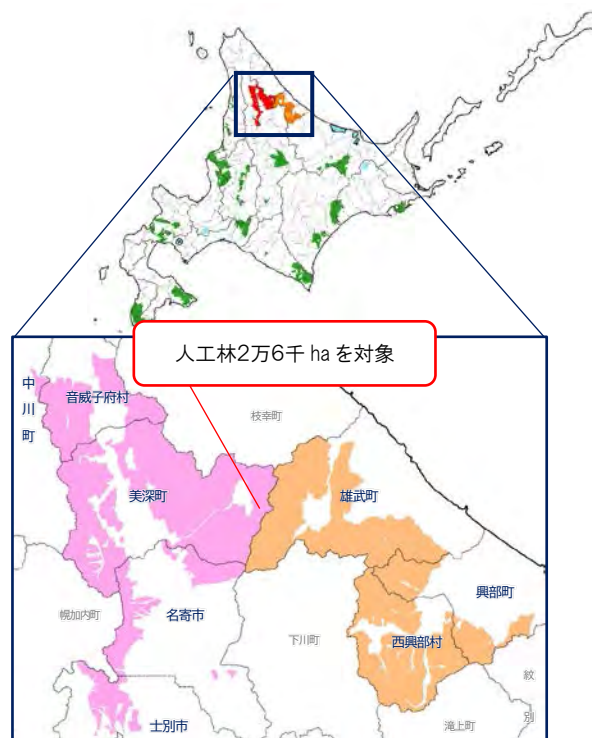 人工林2万6千 ha を対象
中川町
音威子府村
枝幸町
美深町
雄武町
幌加内町
名寄市
下川町
興部町
西興部村
紋別
士別市
滝上町